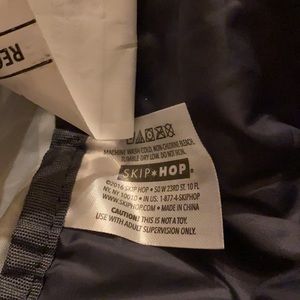 REC
MACHINE WASH COLD, NON-CHLORINE BLEACH,
TUMBLE DRY LOW. DO NOT IRON.
SKIP*HOP®
©2016 SKIP HOP • 50 W 23RD ST. 10 FL
NY, NY 10010 • IN US: 1-877-4-SKIPHOP
WWW.SKIPHOP.COM • MADE IN CHINA
CAUTION! THIS IS NOT A TOY.
USE WITH ADULT SUPERVISION ONLY.